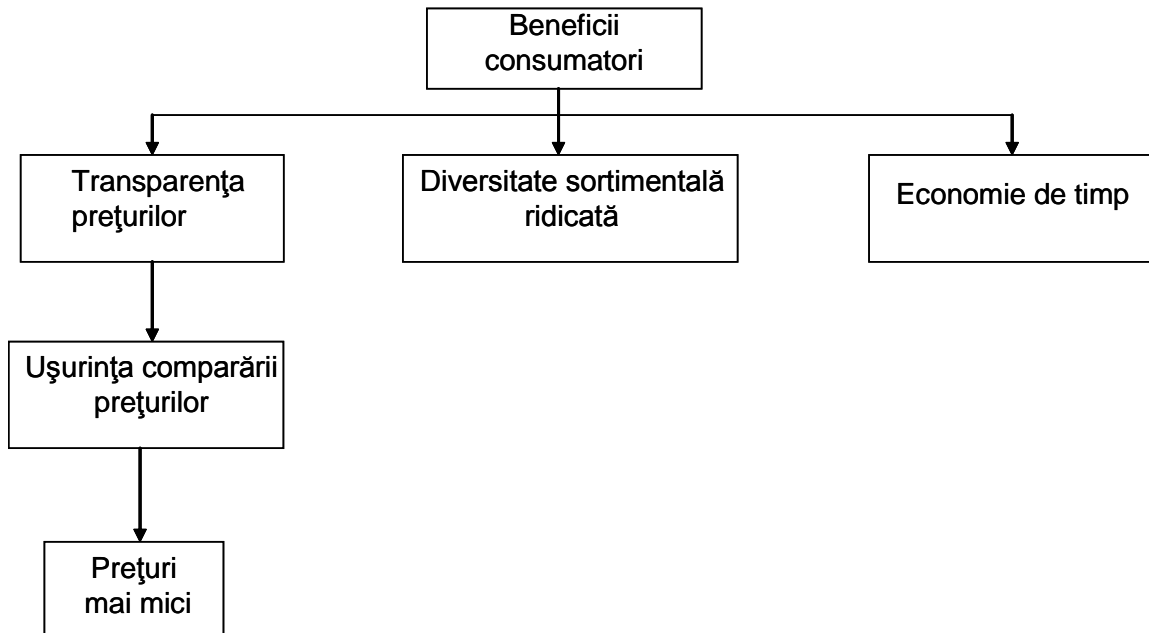 Beneficii
consumatori
Transparenţa
preţurilor
Diversitate sortimentală
ridicată
Economie de timp
Uşurinţa comparării
preţurilor
Preţuri
mai mici